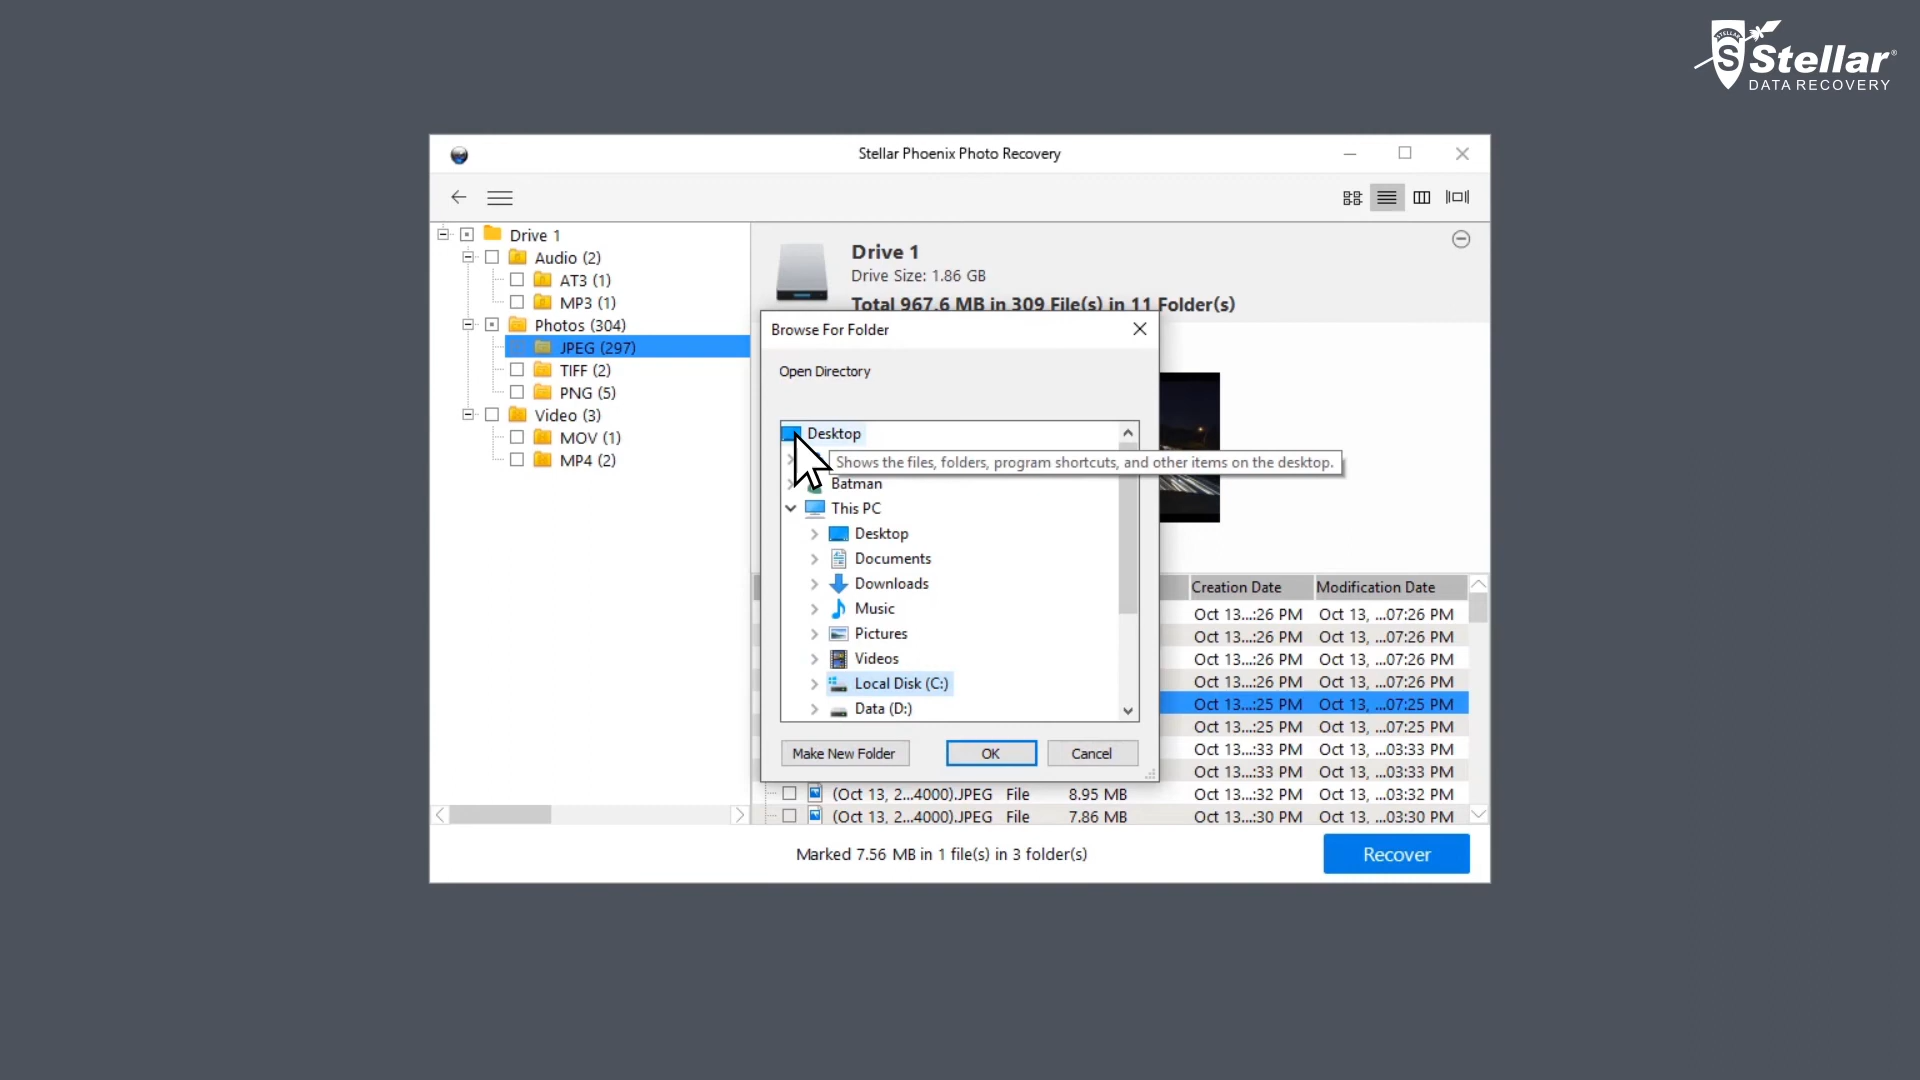 STELLAR
S
Stellar®
DATA RECOVERY
Stellar Phoenix Photo Recovery
Drive 1
Audio (2)
AT3 (1)
MP3 (1)
Photos (304)
JPEG (297)
TIFF (2)
PNG (5)
Video (3)
MOV (1)
MP4 (2)
Drive 1
Drive Size: 1.86 GB
Total 967.6 MB in 309 File(s) in 11 Folder(s)
Browse For Folder
Open Directory
Desktop
Shows the files, folders, program shortcuts, and other items on the desktop.
Batman
This PC
Desktop
Documents
Downloads
Music
Pictures
Videos
Local Disk (C:)
Data (D:)
Make New Folder OK Cancel
Creation Date Modification Date
Oct 13...:26 PM Oct 13, ...07:26 PM
Oct 13...:26 PM Oct 13, ...07:26 PM
Oct 13...:26 PM Oct 13, ...07:26 PM
Oct 13...:26 PM Oct 13, ...07:26 PM
Oct 13...:25 PM Oct 13, ...07:25 PM
Oct 13...:25 PM Oct 13, ...07:25 PM
Oct 13...:33 PM Oct 13, ...03:33 PM
Oct 13...:33 PM Oct 13, ...03:33 PM
(Oct 13, 2...4000).JPEG File 8.95 MB Oct 13...:32 PM Oct 13, ...03:32 PM
(Oct 13, 2...4000).JPEG File 7.86 MB Oct 13...:30 PM Oct 13, ...03:30 PM
Marked 7.56 MB in 1 file(s) in 3 folder(s)
Recover